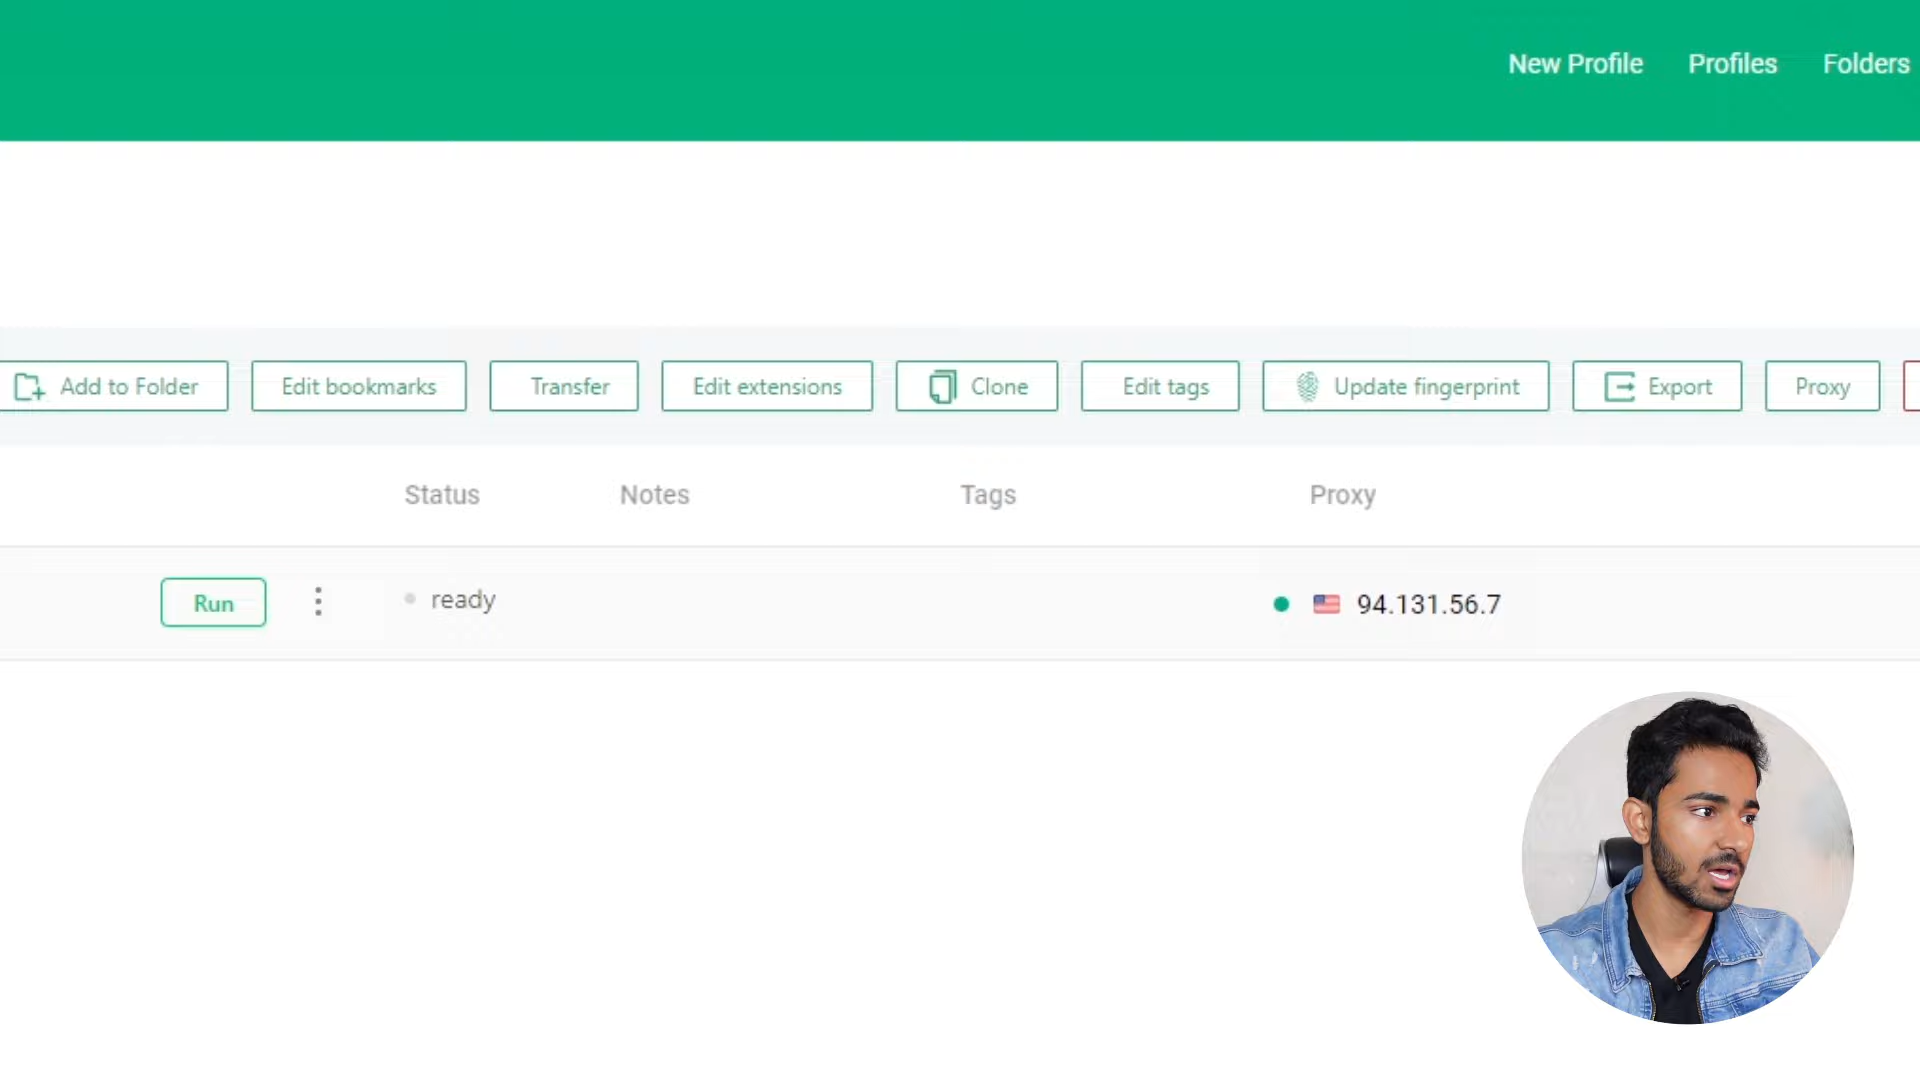 New Profile Profiles Folders
Add to Folder Edit bookmarks Transfer Edit extensions Clone Edit tags Update fingerprint Export Proxy
Status Notes Tags Proxy
Run ready 94.131.56.7